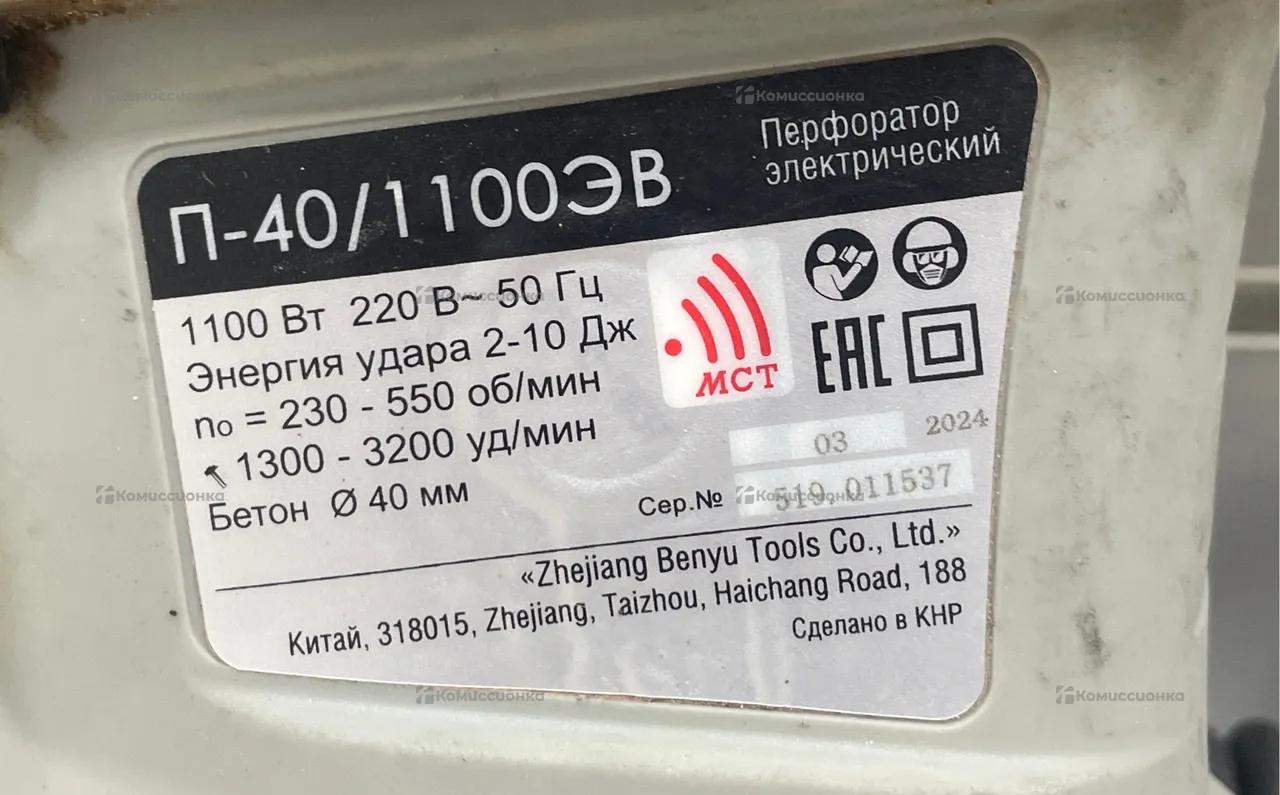 П-40/1100ЭВ
Перфоратор
электрический
1100 Вт 220 В~ 50 Гц
Энергия удара 2-10 Дж
n₀ = 230 - 550 об/мин
1300 - 3200 уд/мин
Бетон Ø 40 мм
МСТ
EAC
03 2024
Сер.№ 519.011537
«Zhejiang Benyu Tools Co., Ltd.»
Китай, 318015, Zhejiang, Taizhou, Haichang Road, 188
Сделано в КНР
Комиссионка
Комиссионка
Комиссионка
Комиссионка
Комиссионка
Комиссионка
Комиссионка
Комиссионка